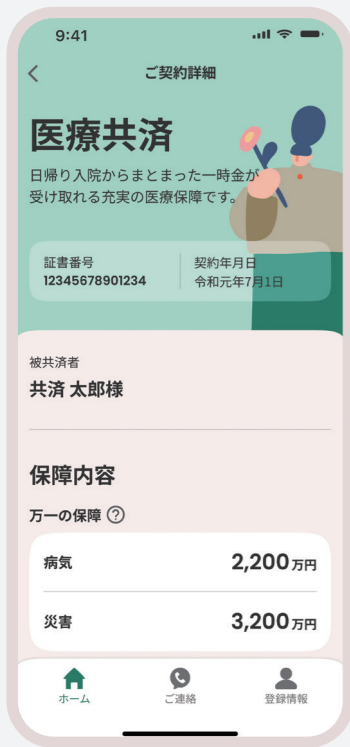 9:41
ご契約詳細
医療共済
日帰り入院からまとまった一時金が
受け取れる充実の医療保障です。
証書番号
12345678901234
契約年月日
令和元年7月1日
被共済者
共済 太郎様
保障内容
万一の保障 ?
病気 2,200万円
災害 3,200万円
ホーム ご連絡 登録情報